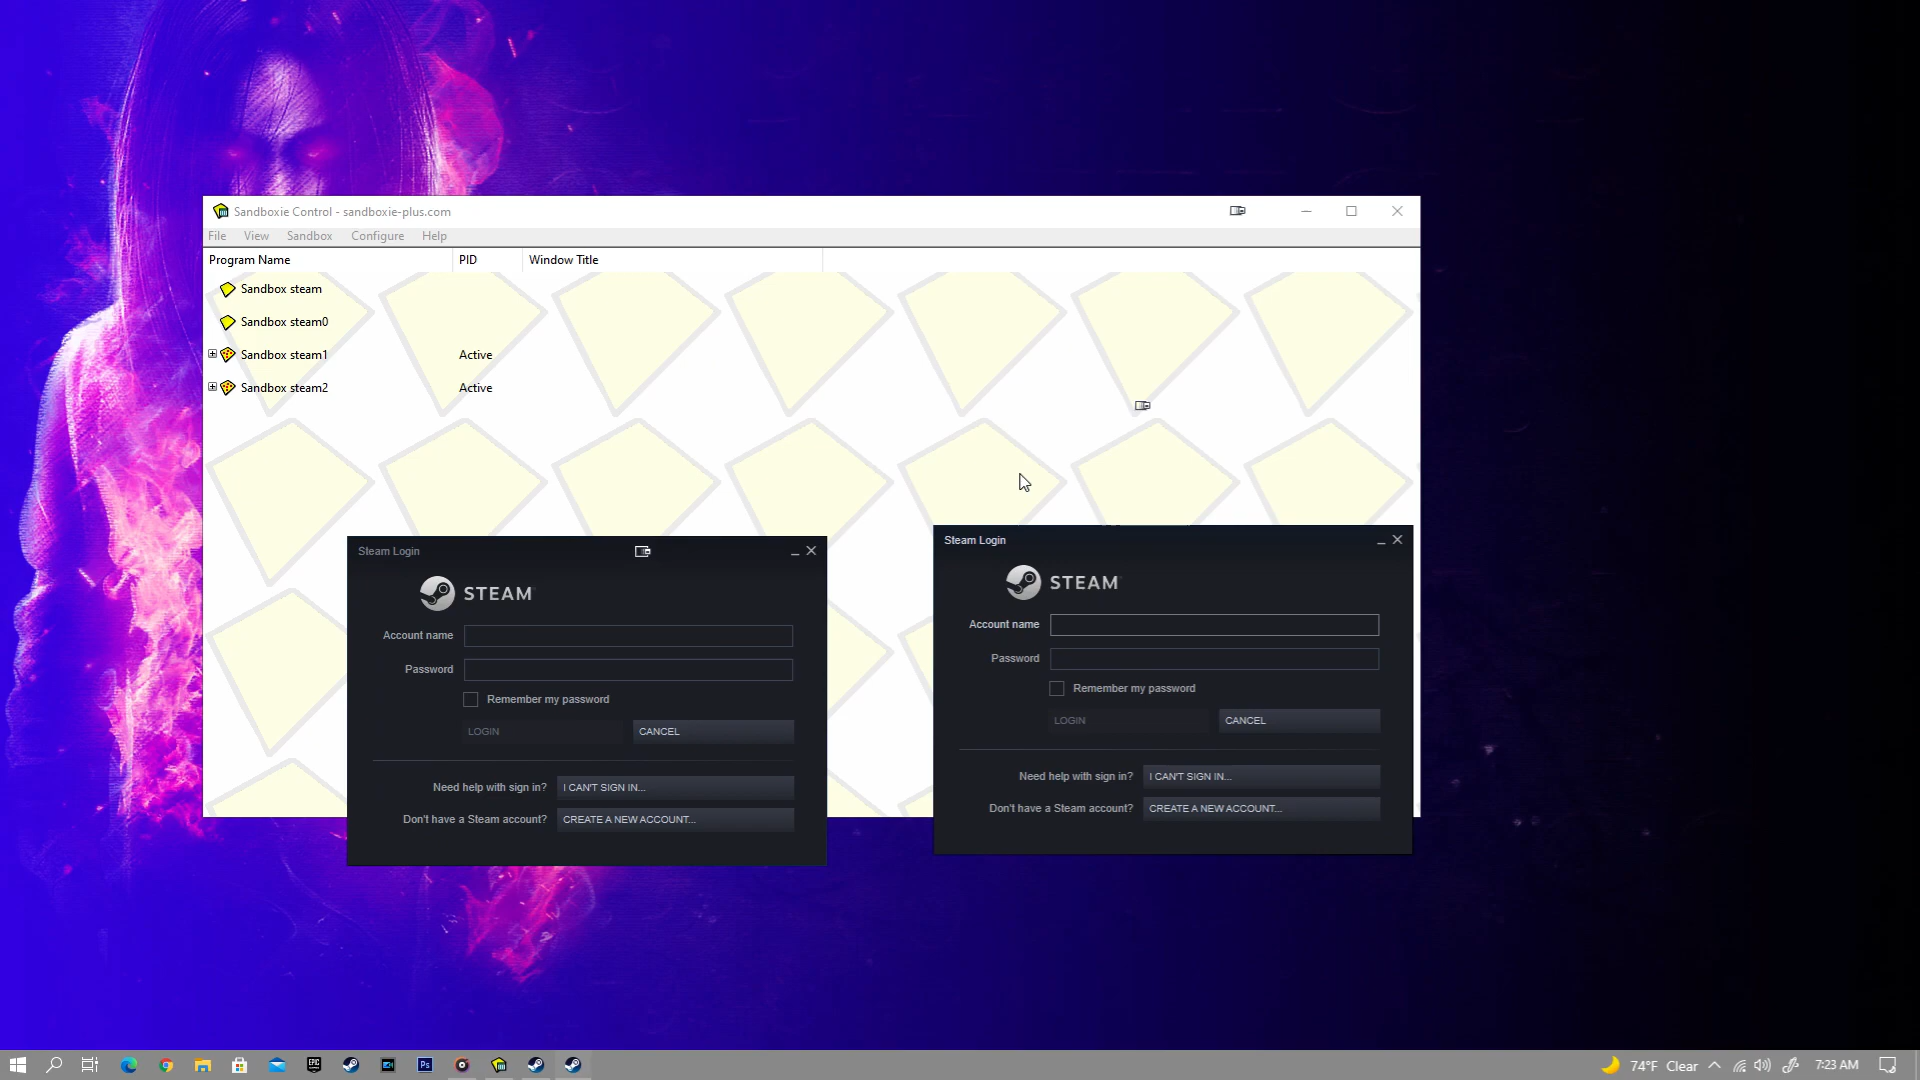 Sandboxie Control - sandboxie-plus.com
File View Sandbox Configure Help
Program Name PID Window Title
Sandbox steam
Sandbox steam0
Sandbox steam1 Active
Sandbox steam2 Active
Steam Login
STEAM
Account name
Password
Remember my password
LOGIN CANCEL
Need help with sign in? I CAN'T SIGN IN...
Don't have a Steam account? CREATE A NEW ACCOUNT...
Steam Login
STEAM
Account name
Password
Remember my password
LOGIN CANCEL
Need help with sign in? I CAN'T SIGN IN...
Don't have a Steam account? CREATE A NEW ACCOUNT...
EPIC
Ps
74°F Clear 7:23 AM